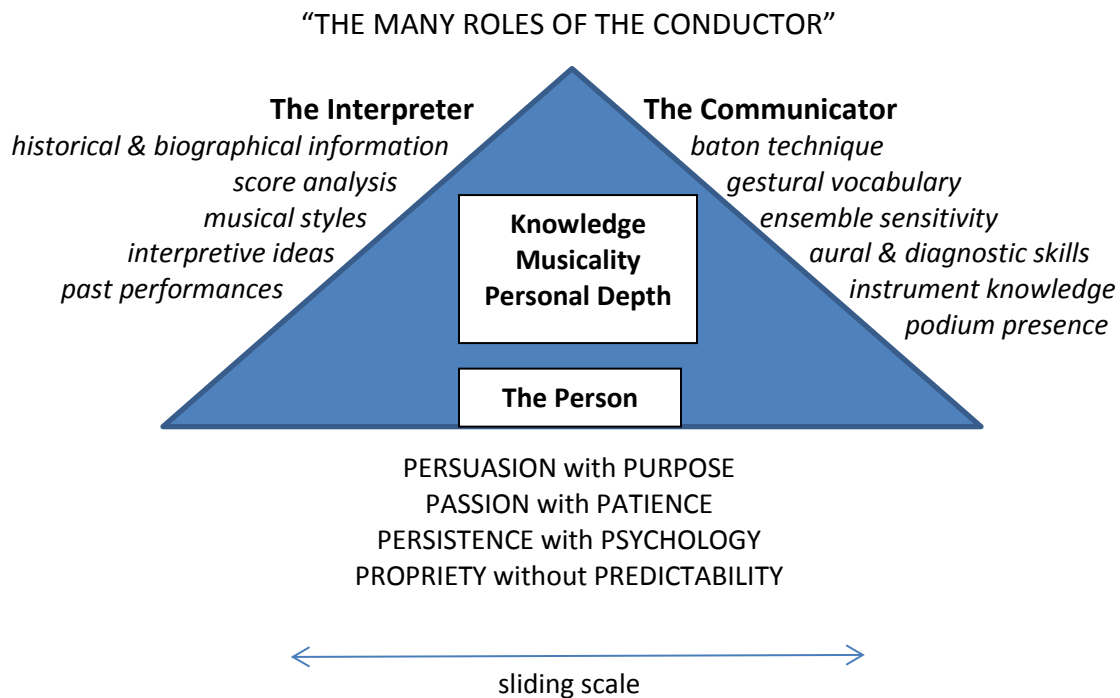 “THE MANY ROLES OF THE CONDUCTOR”
The Interpreter
historical & biographical information
score analysis
musical styles
interpretive ideas
past performances
The Communicator
baton technique
gestural vocabulary
ensemble sensitivity
aural & diagnostic skills
instrument knowledge
podium presence
Knowledge
Musicality
Personal Depth
The Person
PERSUASION with PURPOSE
PASSION with PATIENCE
PERSISTENCE with PSYCHOLOGY
PROPRIETY without PREDICTABILITY
sliding scale